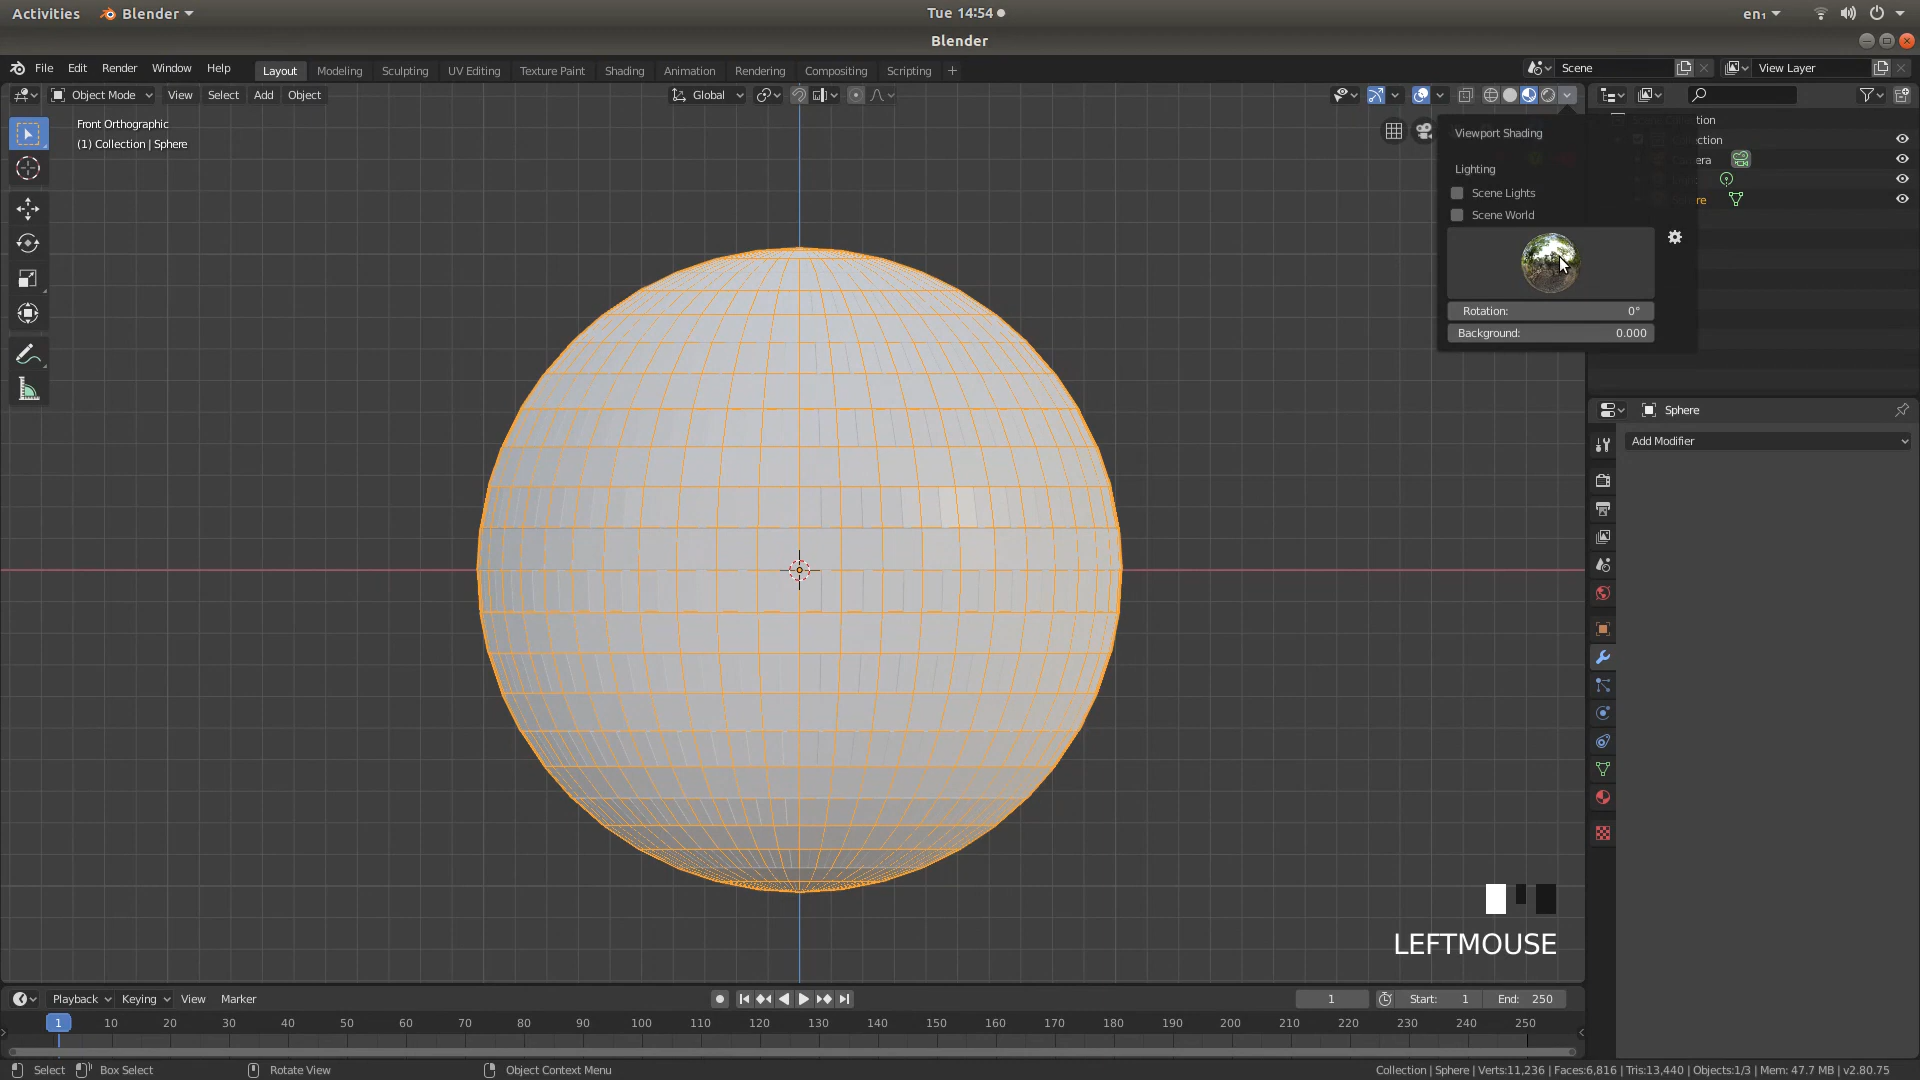 Activities Blender Tue 14:54 en₁
Blender
File Edit Render Window Help Layout Modeling Sculpting UV Editing Texture Paint Shading Animation Rendering Compositing Scripting + Scene View Layer
Object Mode View Select Add Object Global
Front Orthographic
(1) Collection | Sphere
Viewport Shading
Lighting
Scene Lights
Scene World
Rotation: 0°
Background: 0.000
Sphere
Add Modifier
LEFTMOUSE
Playback Keying View Marker 1 Start: 1 End: 250
1 10 20 30 40 50 60 70 80 90 100 110 120 130 140 150 160 170 180 190 200 210 220 230 240 250
Select Box Select Rotate View Object Context Menu Collection | Sphere | Verts:11,236 | Faces:6,816 | Tris:13,440 | Objects:1/3 | Mem: 47.7 MB | v2.80.75